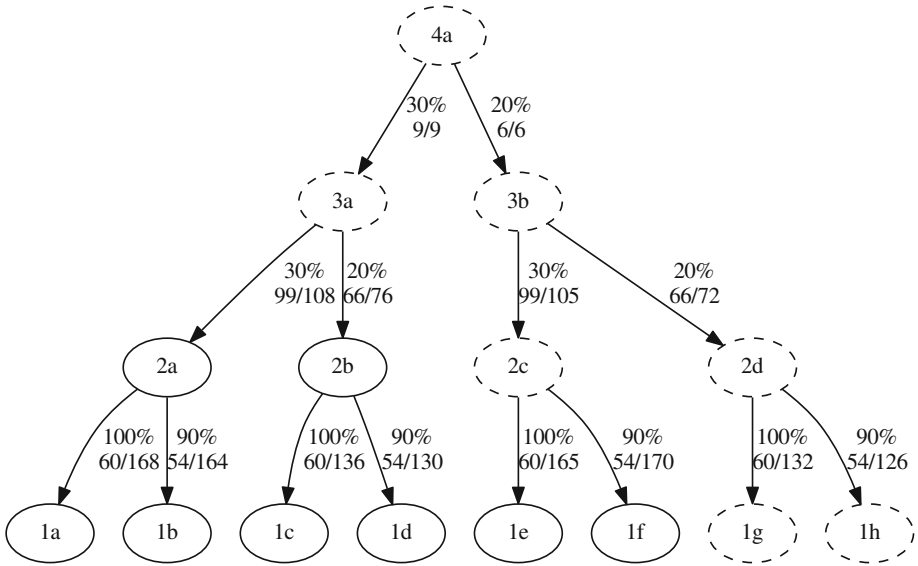 4a
30%
9/9
20%
6/6
3a
3b
30%
99/108
20%
66/76
30%
99/105
20%
66/72
2a
2b
2c
2d
100%
60/168
90%
54/164
100%
60/136
90%
54/130
100%
60/165
90%
54/170
100%
60/132
90%
54/126
1a
1b
1c
1d
1e
1f
1g
1h